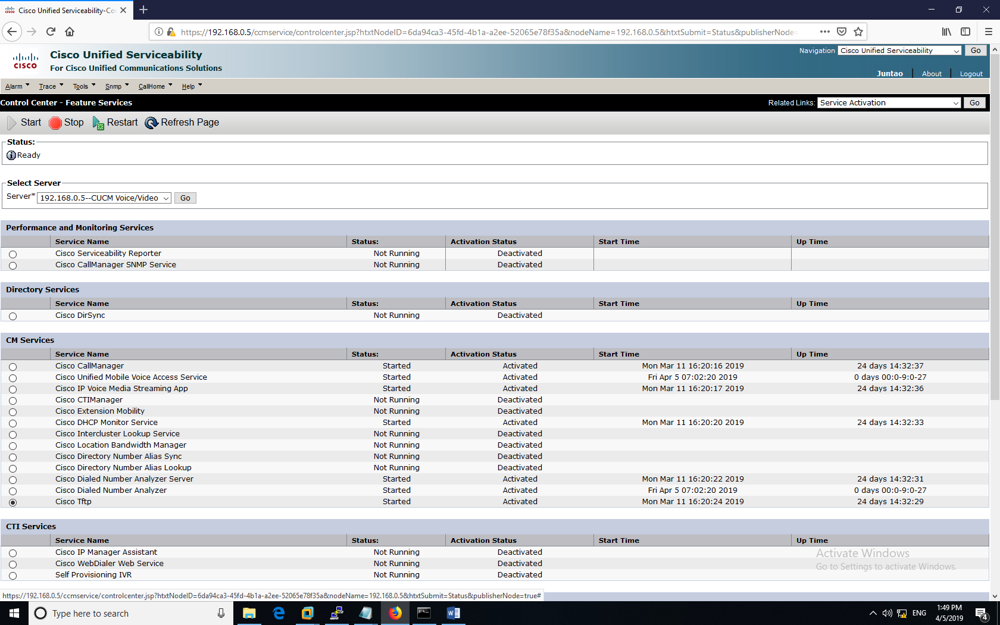 Cisco Unified Serviceability-Co
https://192.168.0.5/ccmservice/controlcenter.jsp?htxtNodeID=6da94ca3-45fd-4b1a-a2ee-52065e78f35a&nodeName=192.168.0.5&htxtSubmit=Status&publisherNode=
cisco
Cisco Unified Serviceability
For Cisco Unified Communications Solutions
Navigation Cisco Unified Serviceability Go
Juntao About Logout
Alarm Trace Tools Snmp CallHome Help
Control Center - Feature Services
Related Links: Service Activation Go
Start Stop Restart Refresh Page
Status:
Ready
Select Server
Server* 192.168.0.5--CUCM Voice/Video Go
Performance and Monitoring Services
Service Name Status: Activation Status Start Time Up Time
Cisco Serviceability Reporter Not Running Deactivated
Cisco CallManager SNMP Service Not Running Deactivated
Directory Services
Service Name Status: Activation Status Start Time Up Time
Cisco DirSync Not Running Deactivated
CM Services
Service Name Status: Activation Status Start Time Up Time
Cisco CallManager Started Activated Mon Mar 11 16:20:16 2019 24 days 14:32:37
Cisco Unified Mobile Voice Access Service Started Activated Fri Apr 5 07:02:20 2019 0 days 00:0-9:0-27
Cisco IP Voice Media Streaming App Started Activated Mon Mar 11 16:20:17 2019 24 days 14:32:36
Cisco CTIManager Not Running Deactivated
Cisco Extension Mobility Not Running Deactivated
Cisco DHCP Monitor Service Started Activated Mon Mar 11 16:20:20 2019 24 days 14:32:33
Cisco Intercluster Lookup Service Not Running Deactivated
Cisco Location Bandwidth Manager Not Running Deactivated
Cisco Directory Number Alias Sync Not Running Deactivated
Cisco Directory Number Alias Lookup Not Running Deactivated
Cisco Dialed Number Analyzer Server Started Activated Mon Mar 11 16:20:22 2019 24 days 14:32:31
Cisco Dialed Number Analyzer Started Activated Fri Apr 5 07:02:20 2019 0 days 00:0-9:0-27
Cisco Tftp Started Activated Mon Mar 11 16:20:24 2019 24 days 14:32:29
CTI Services
Service Name Status: Activation Status Start Time Up Time
Cisco IP Manager Assistant Not Running Deactivated
Cisco WebDialer Web Service Not Running Deactivated
Self Provisioning IVR Not Running Deactivated
Activate Windows
Go to Settings to activate Windows.
https://192.168.0.5/ccmservice/controlcenter.jsp?htxtNodeID=6da94ca3-45fd-4b1a-a2ee-52065e78f35a&nodeName=192.168.0.5&htxtSubmit=Status&publisherNode=true#
Type here to search
ENG
1:49 PM
4/5/2019
4